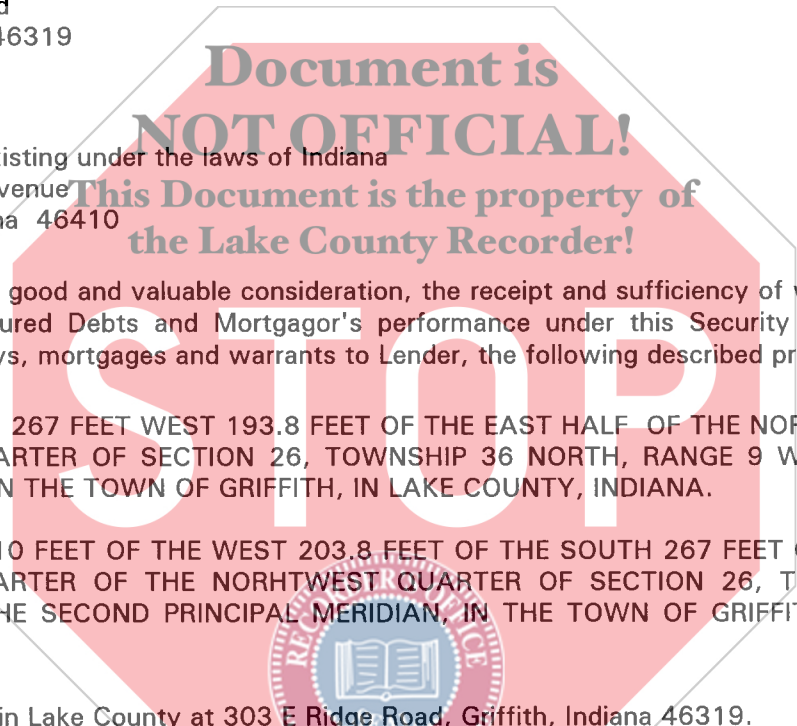 46319
Document is
NOT OFFICIAL!
isting under the laws of Indiana
venue
This Document is the property of
na 46410
the Lake County Recorder!
good and valuable consideration, the receipt and sufficiency of
ured Debts and Mortgagor's performance under this Security
ys, mortgages and warrants to Lender, the following described pr
STOP
267 FEET WEST 193.8 FEET OF THE EAST HALF OF THE NOR
ARTER OF SECTION 26, TOWNSHIP 36 NORTH, RANGE 9 W
N THE TOWN OF GRIFFITH, IN LAKE COUNTY, INDIANA.
10 FEET OF THE WEST 203.8 FEET OF THE SOUTH 267 FEET
ARTER OF THE NORHTWEST QUARTER OF SECTION 26, T
HE SECOND PRINCIPAL MERIDIAN, IN THE TOWN OF GRIFFIT
RECORDER'S OFFICE
in Lake County at 303 E Ridge Road, Griffith, Indiana 46319.